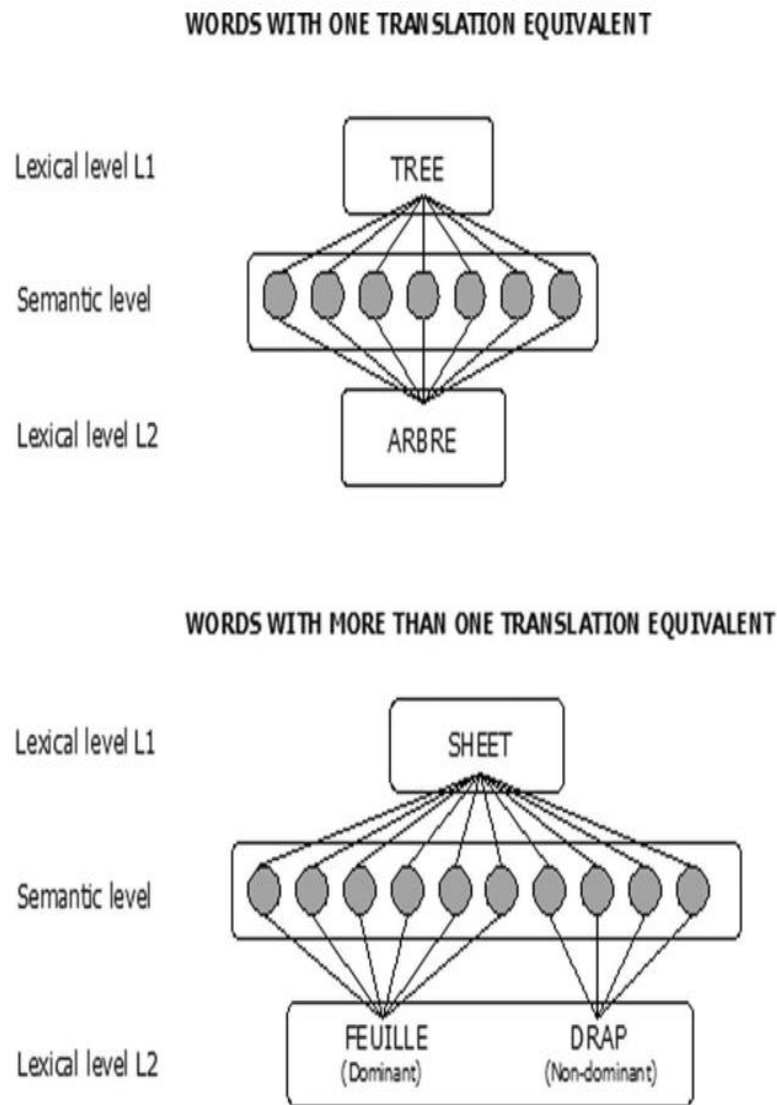 WORDS WITH ONE TRANSLATION EQUIVALENT
Lexical level L1
TREE
Semantic level
Lexical level L2
ARBRE
WORDS WITH MORE THAN ONE TRANSLATION EQUIVALENT
Lexical level L1
SHEET
Semantic level
Lexical level L2
FEUILLE
(Dominant)
DRAP
(Non-dominant)